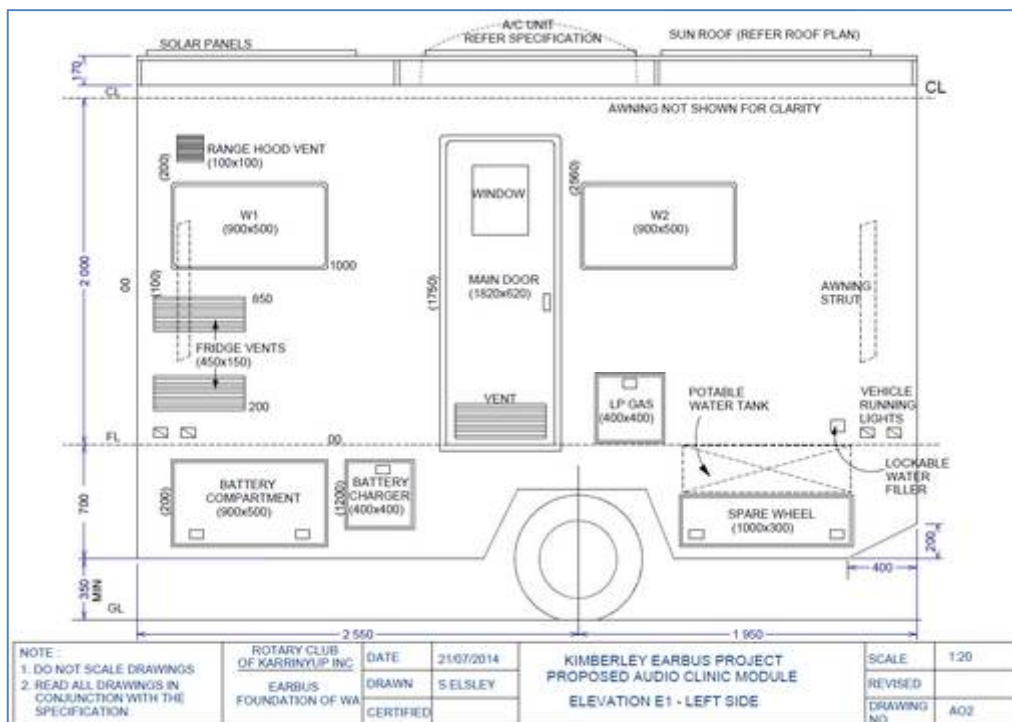 A/C UNIT
REFER SPECIFICATION
SOLAR PANELS
SUN ROOF (REFER ROOF PLAN)
170
CL
CL
AWNING NOT SHOWN FOR CLARITY
RANGE HOOD VENT
(100x100)
(200)
WINDOW
(2560)
W1
(900x500)
W2
(900x500)
2 000
00
1000
(100)
850
(1750)
MAIN DOOR
(1820x620)
AWNING
STRUT
FRIDGE VENTS
(450x150)
200
VENT
LP GAS
(400x400)
POTABLE
WATER TANK
VEHICLE
RUNNING
LIGHTS
FL
00
LOCKABLE
WATER
FILLER
700
(200)
BATTERY
COMPARTMENT
(900x500)
(1200)
BATTERY
CHARGER
(400x400)
SPARE WHEEL
(1000x300)
200
400
350
MIN
GL
2 550
1 950
NOTE :
1. DO NOT SCALE DRAWINGS
2. READ ALL DRAWINGS IN
CONJUNCTION WITH THE
SPECIFICATION
ROTARY CLUB
OF KARRINYUP INC
EARBUS
FOUNDATION OF WA
DATE
21/07/2014
DRAWN
S ELSLEY
CERTIFIED
KIMBERLEY EARBUS PROJECT
PROPOSED AUDIO CLINIC MODULE
ELEVATION E1 - LEFT SIDE
SCALE
1:20
REVISED
DRAWING
NO
AO2